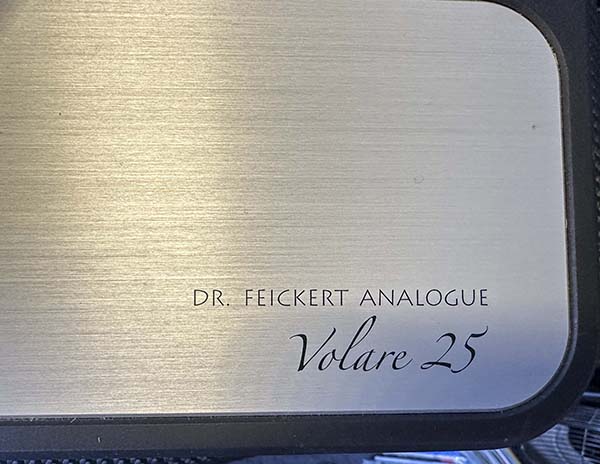 DR. FEICKERT ANALOGUE
Volare 25